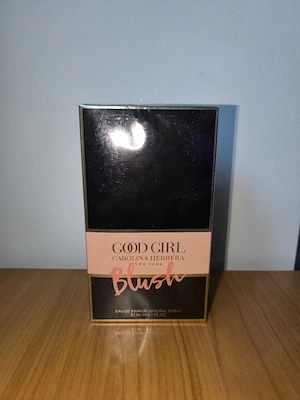 GOOD GIRL
CAROLINA HERRERA
NEW YORK
Blush
EAU DE PARFUM NATURAL SPRAY